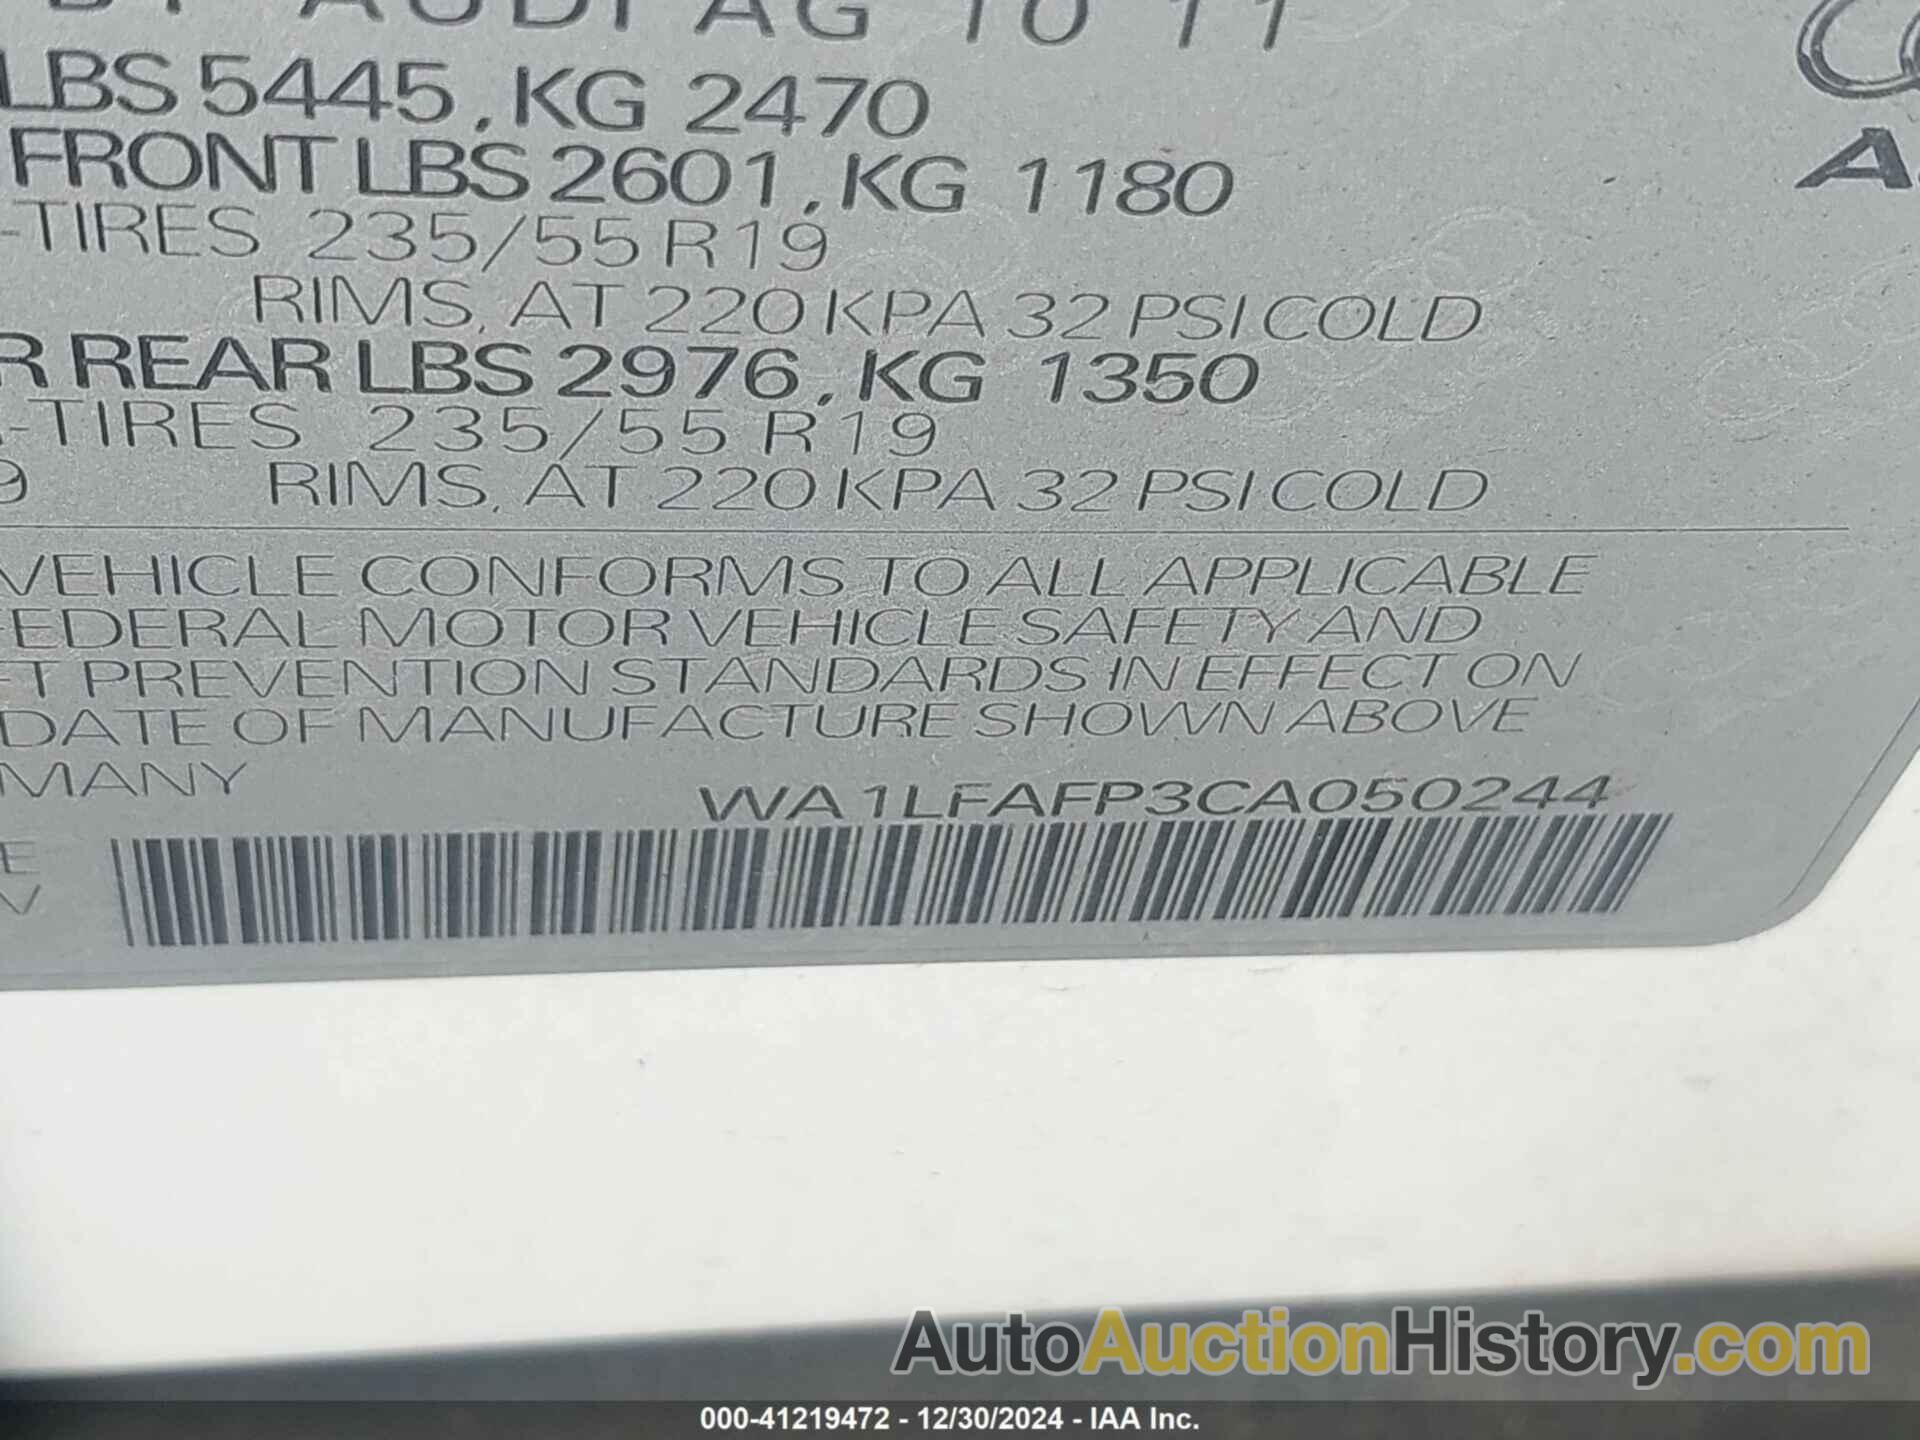 AUDI AG 10 11
LBS 5445, KG 2470
FRONT LBS 2601, KG 1180
-TIRES 235/55 R19
RIMS, AT 220 KPA 32 PSI COLD
R REAR LBS 2976, KG 1350
-TIRES 235/55 R19
9 RIMS, AT 220 KPA 32 PSI COLD
VEHICLE CONFORMS TO ALL APPLICABLE
EDERAL MOTOR VEHICLE SAFETY AND
FT PREVENTION STANDARDS IN EFFECT ON
DATE OF MANUFACTURE SHOWN ABOVE
MANY
WA1LFAFP3CA050244
E
V
AutoAuctionHistory.com
000-41219472 - 12/30/2024 - IAA Inc.